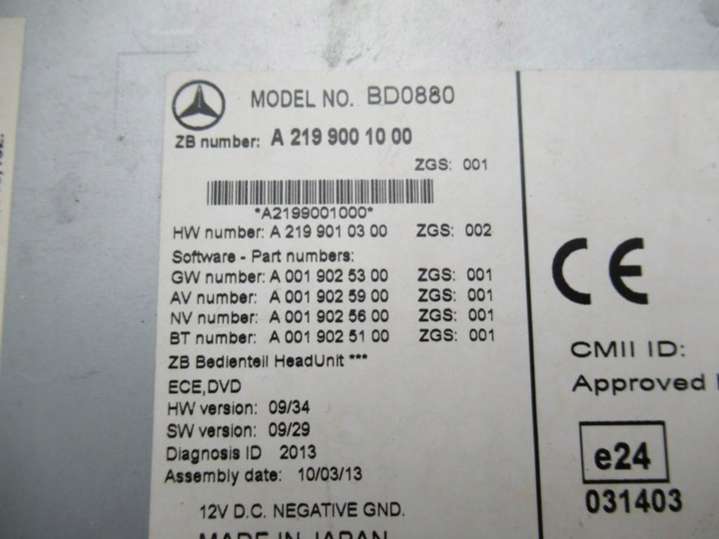 MODEL NO. BD0880
ZB number: A 219 900 10 00
ZGS: 001
*A2199001000*
HW number: A 219 901 03 00 ZGS: 002
Software - Part numbers:
GW number: A 001 902 53 00 ZGS: 001
AV number: A 001 902 59 00 ZGS: 001
NV number: A 001 902 56 00 ZGS: 001
BT number: A 001 902 51 00 ZGS: 001
ZB Bedienteil HeadUnit ***
ECE,DVD
HW version: 09/34
SW version: 09/29
Diagnosis ID 2013
Assembly date: 10/03/13
12V D.C. NEGATIVE GND.
MADE IN JAPAN
CE
CMII ID:
Approved
e24
031403